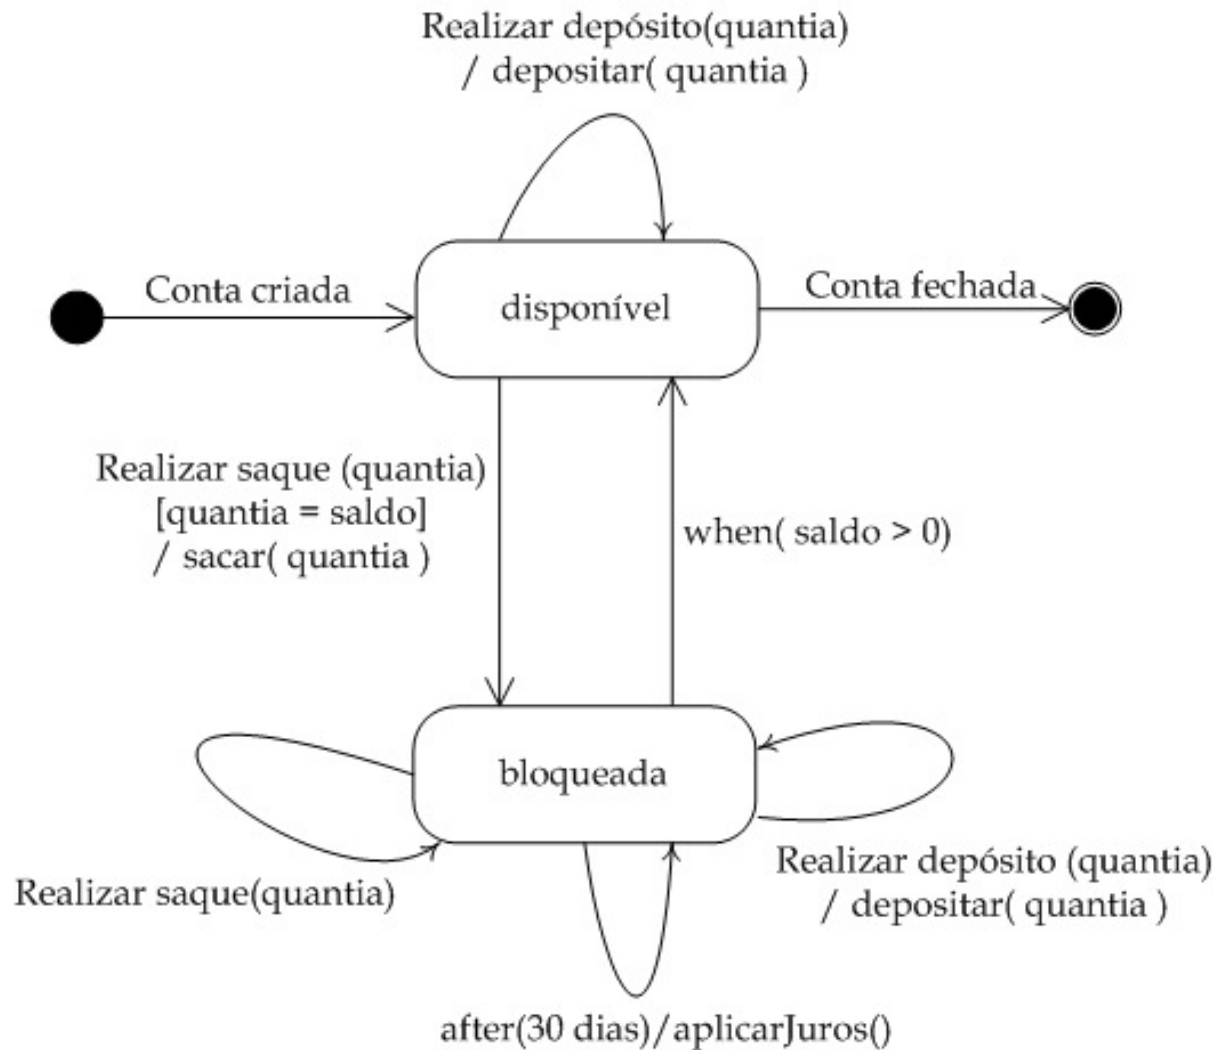 Realizar depósito(quantia)
/ depositar( quantia )
Conta criada
disponível
Conta fechada
Realizar saque (quantia)
[quantia = saldo]
/ sacar( quantia )
when( saldo > 0)
bloqueada
Realizar saque(quantia)
Realizar depósito (quantia)
/ depositar( quantia )
after(30 dias)/aplicarJuros()